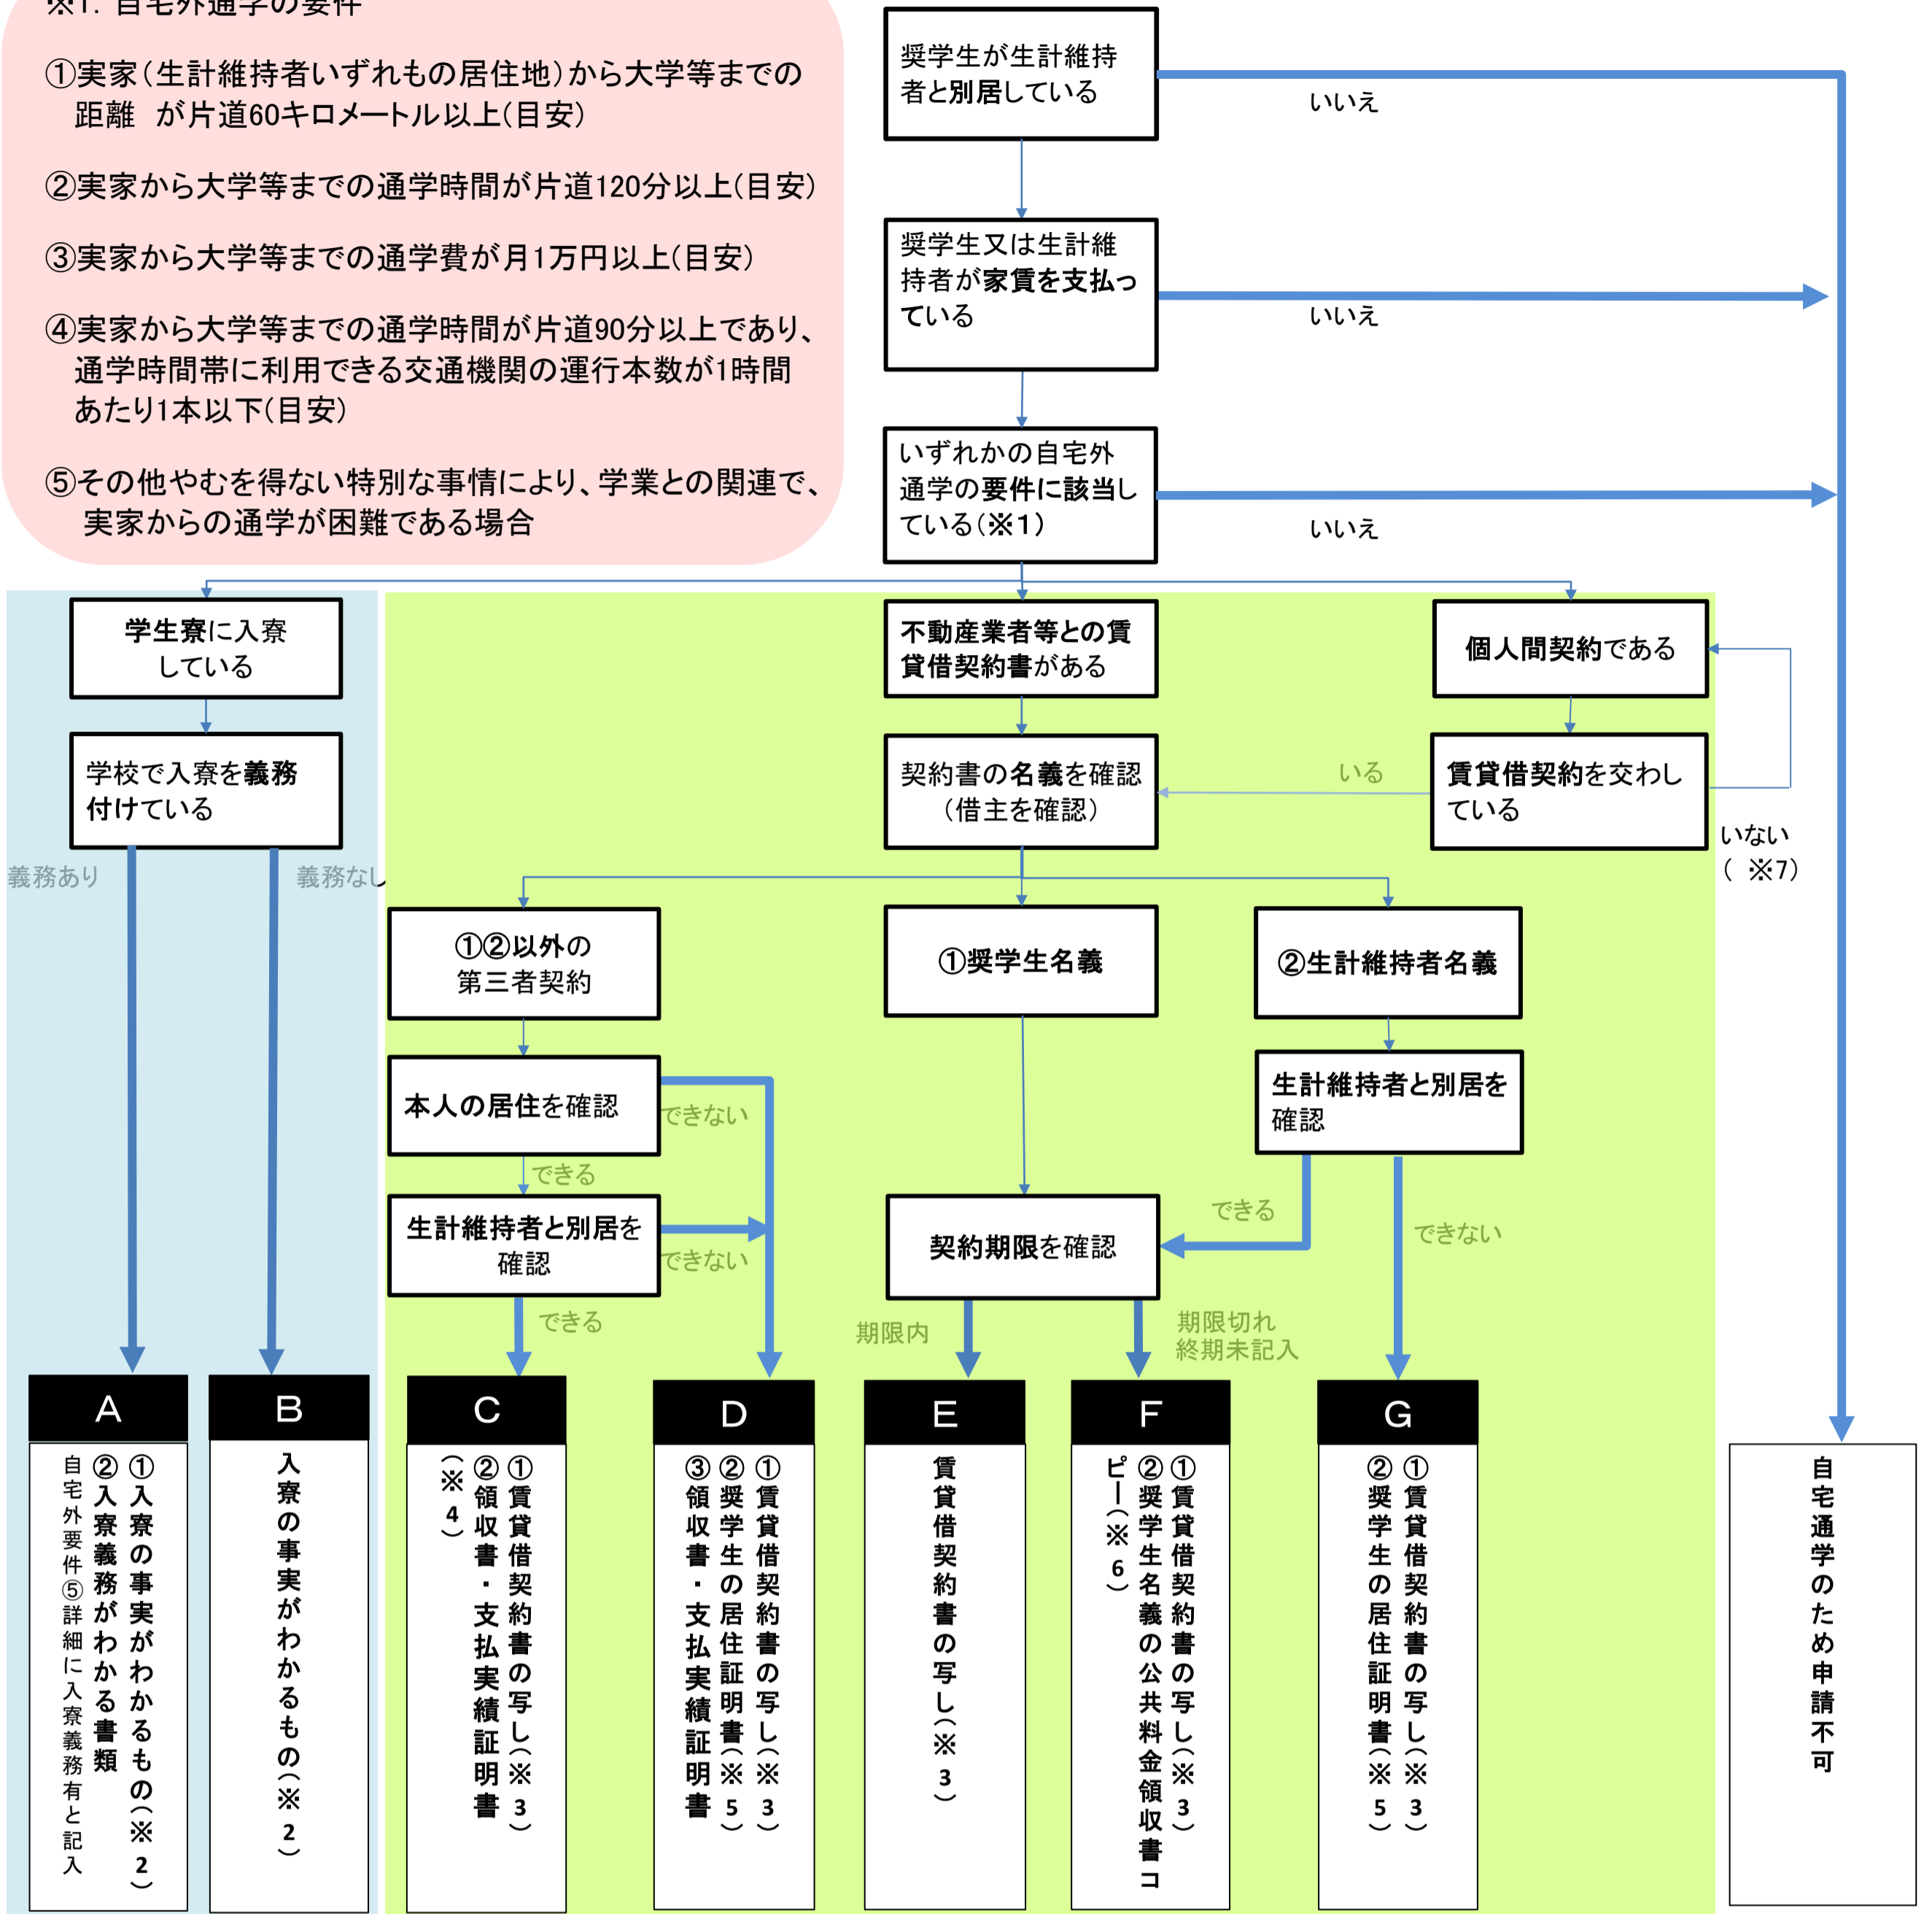 ※1. 自宅外通学の要件
①実家(生計維持者いずれもの居住地)から大学等までの
距離　が片道60キロメートル以上(目安)
②実家から大学等までの通学時間が片道120分以上(目安)
③実家から大学等までの通学費が月1万円以上(目安)
④実家から大学等までの通学時間が片道90分以上であり、
通学時間帯に利用できる交通機関の運行本数が1時間
あたり1本以下(目安)
⑤その他やむを得ない特別な事情により、学業との関連で、
実家からの通学が困難である場合
奨学生が生計維持
者と別居している
いいえ
奨学生又は生計維
持者が家賃を支払っ
ている
いいえ
いずれかの自宅外
通学の要件に該当し
ている(※1)
いいえ
学生寮に入寮
している
不動産業者等との賃
貸借契約書がある
個人間契約である
学校で入寮を義務
付けている
契約書の名義を確認
(借主を確認)
いる
賃貸借契約を交わし
ている
いない
( ※7)
義務あり
義務なし
①②以外の
第三者契約
①奨学生名義
②生計維持者名義
本人の居住を確認
できない
生計維持者と別居を
確認
できる
生計維持者と別居を
確認
できない
できる
契約期限を確認
できる
できない
期限内
期限切れ
終期未記入
A
①入寮の事実がわかるもの(※2)
②入寮義務がわかる書類
自宅外要件⑤詳細に入寮義務有と記入
B
入寮の事実がわかるもの(※2)
C
①賃貸借契約書の写し(※3)
②領収書・支払実績証明書
(※4)
D
①賃貸借契約書の写し(※3)
②奨学生の居住証明書(※5)
③領収書・支払実績証明書
E
賃貸借契約書の写し(※3)
F
①賃貸借契約書の写し(※3)
②奨学生名義の公共料金領収書コ
ピー(※6)
G
①賃貸借契約書の写し(※3)
②奨学生の居住証明書(※5)
自宅通学のため申請不可